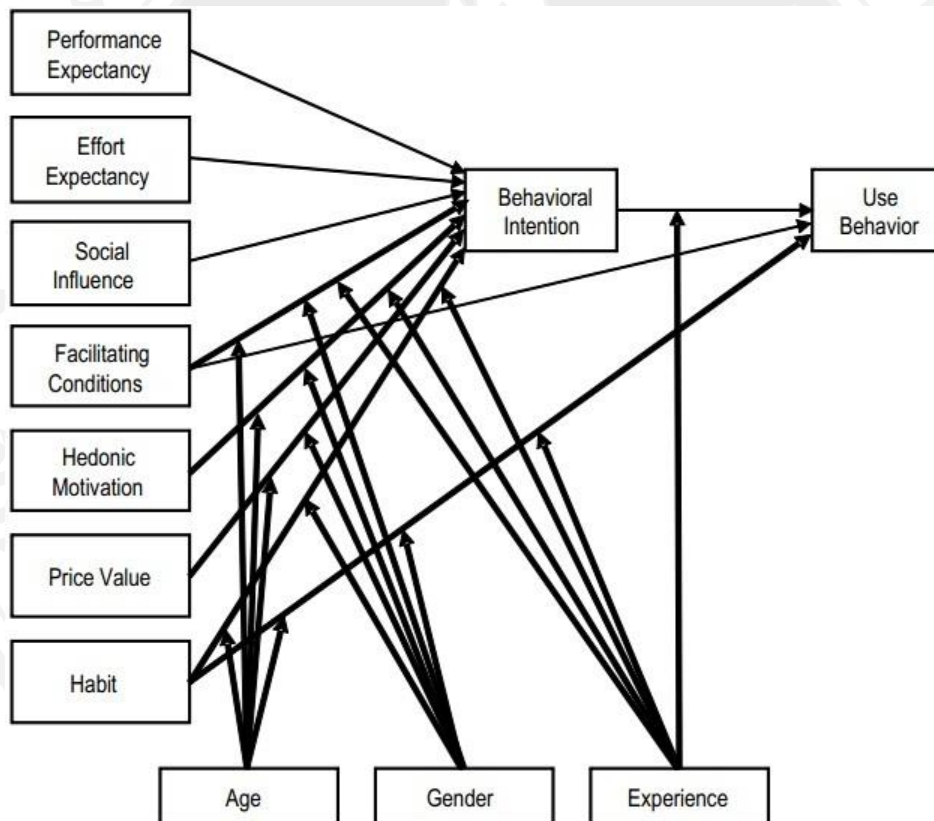 Performance
Expectancy
Effort
Expectancy
Social
Influence
Facilitating
Conditions
Hedonic
Motivation
Price Value
Habit
Behavioral
Intention
Use
Behavior
Age
Gender
Experience